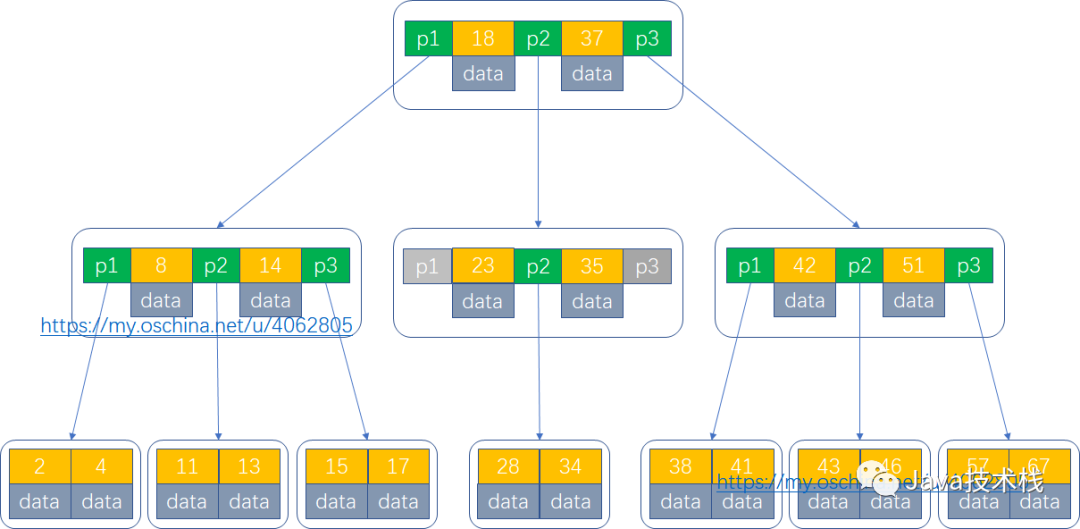 p1 18 p2 37 p3
data data
p1 8 p2 14 p3 p1 23 p2 35 p3 p1 42 p2 51 p3
data data data data data data
https://my.oschina.net/u/4062805
2 4 11 13 15 17 28 34 38 41 43 46 57 67
https://my.oschina.ne
Java技术栈
data data data data data data data data data data data data data data